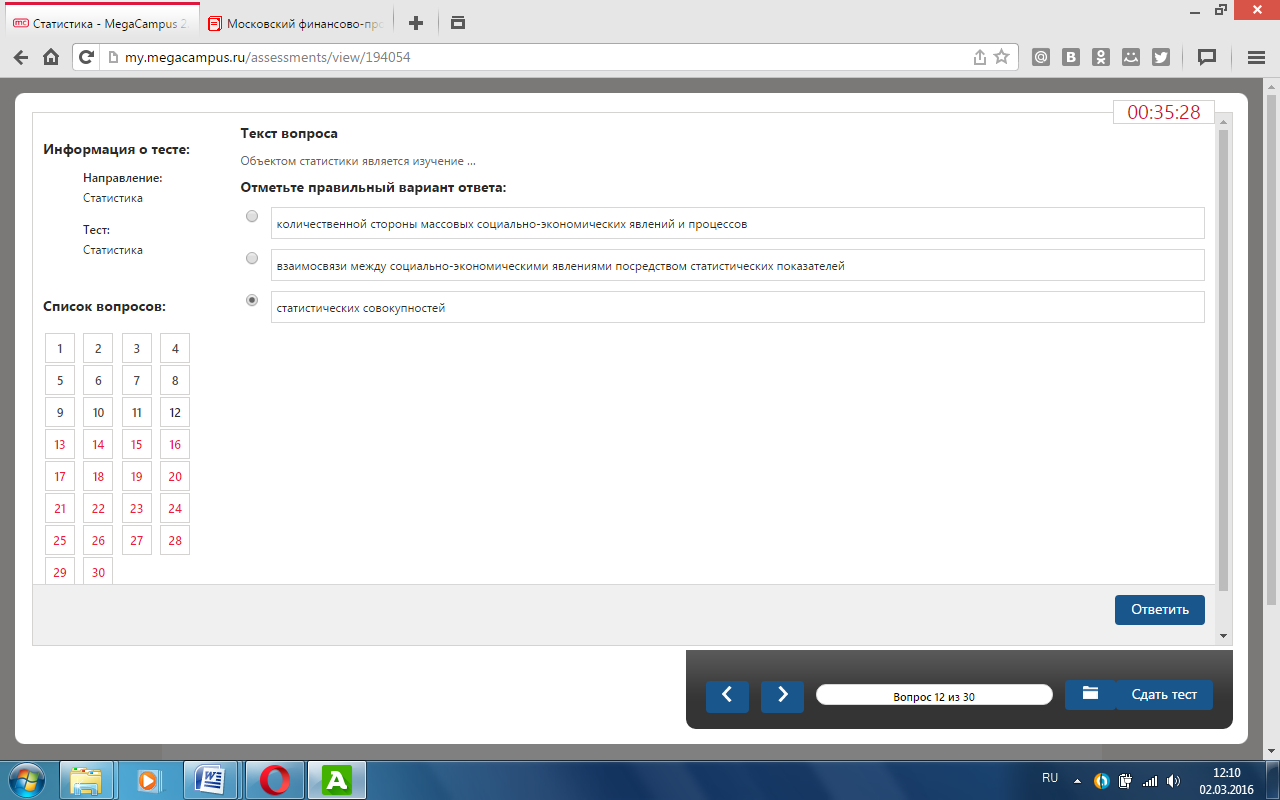 Статистика - MegaCampus 2
Московский финансово-про
my.megacampus.ru/assessments/view/194054
00:35:28
Информация о тесте:
Направление:
Статистика
Тест:
Статистика
Список вопросов:
1 2 3 4
5 6 7 8
9 10 11 12
13 14 15 16
17 18 19 20
21 22 23 24
25 26 27 28
29 30
Текст вопроса
Объектом статистики является изучение ...
Отметьте правильный вариант ответа:
количественной стороны массовых социально-экономических явлений и процессов
взаимосвязи между социально-экономическими явлениями посредством статистических показателей
статистических совокупностей
Ответить
Вопрос 12 из 30
Сдать тест
RU
12:10
02.03.2016